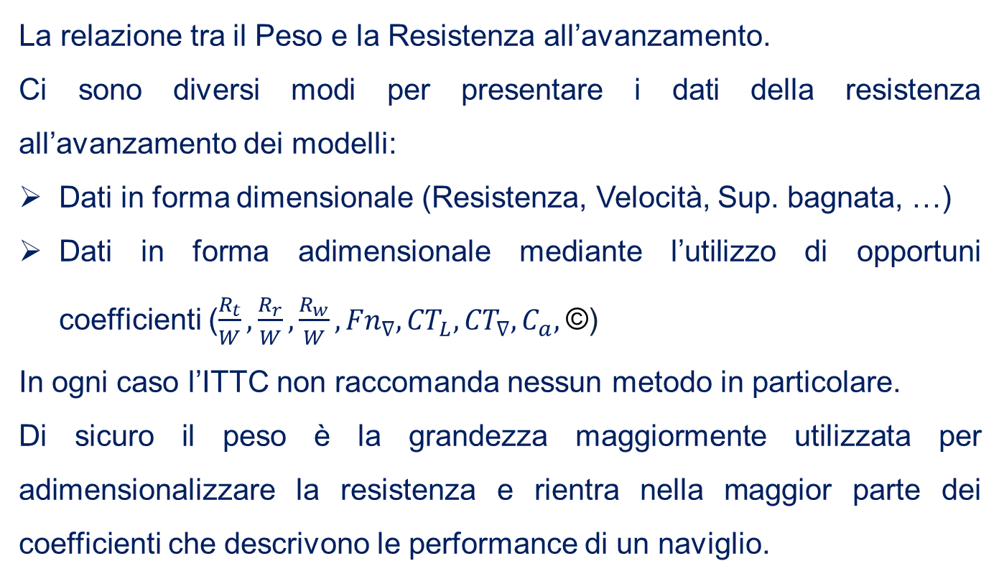 La relazione tra il Peso e la Resistenza all’avanzamento.
Ci sono diversi modi per presentare i dati della resistenza
all’avanzamento dei modelli:
➢ Dati in forma dimensionale (Resistenza, Velocità, Sup. bagnata, …)
➢ Dati in forma adimensionale mediante l’utilizzo di opportuni
coefficienti (\frac{R_t}{W}, \frac{R_r}{W}, \frac{R_w}{W}, Fn_∇, CT_L, CT_∇, C_a, ©)
In ogni caso l’ITTC non raccomanda nessun metodo in particolare.
Di sicuro il peso è la grandezza maggiormente utilizzata per
adimensionalizzare la resistenza e rientra nella maggior parte dei
coefficienti che descrivono le performance di un naviglio.